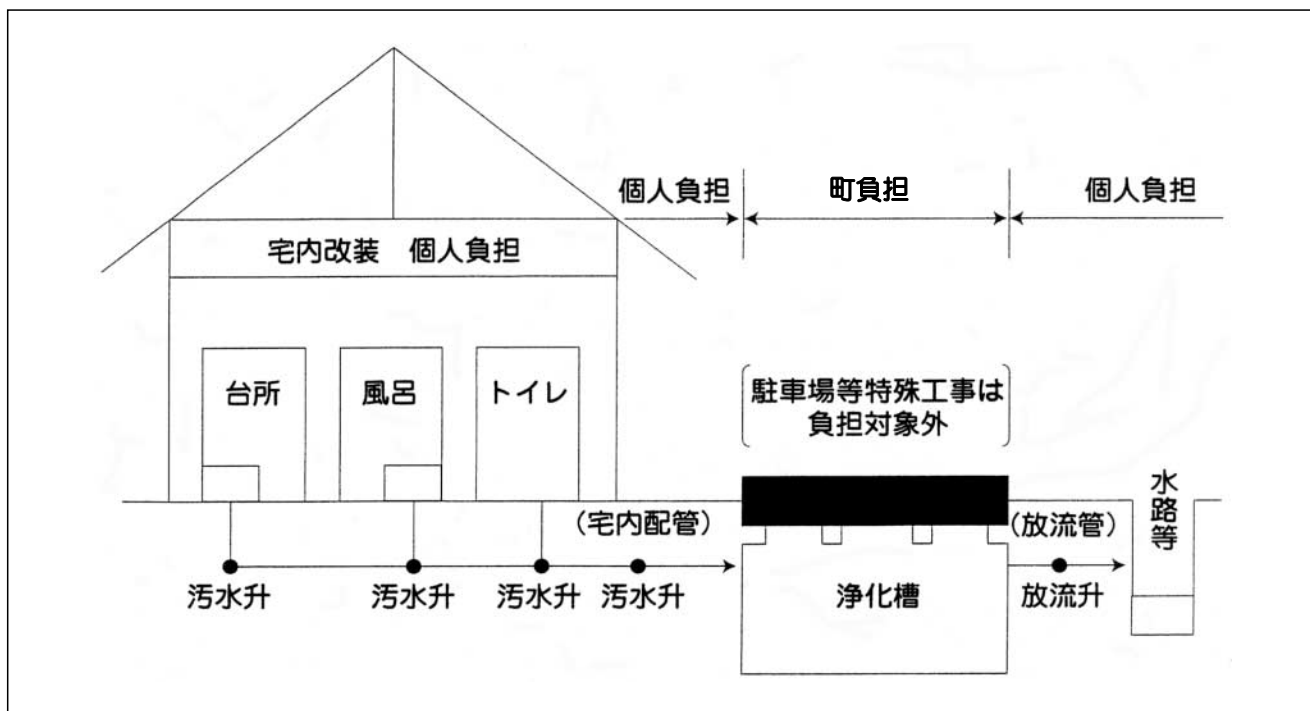 個人負担
町負担
個人負担
宅内改装　個人負担
台所
風呂
トイレ
駐車場等特殊工事は
負担対象外
(宅内配管)
(放流管)
水路等
汚水升
汚水升
汚水升
汚水升
浄化槽
放流升